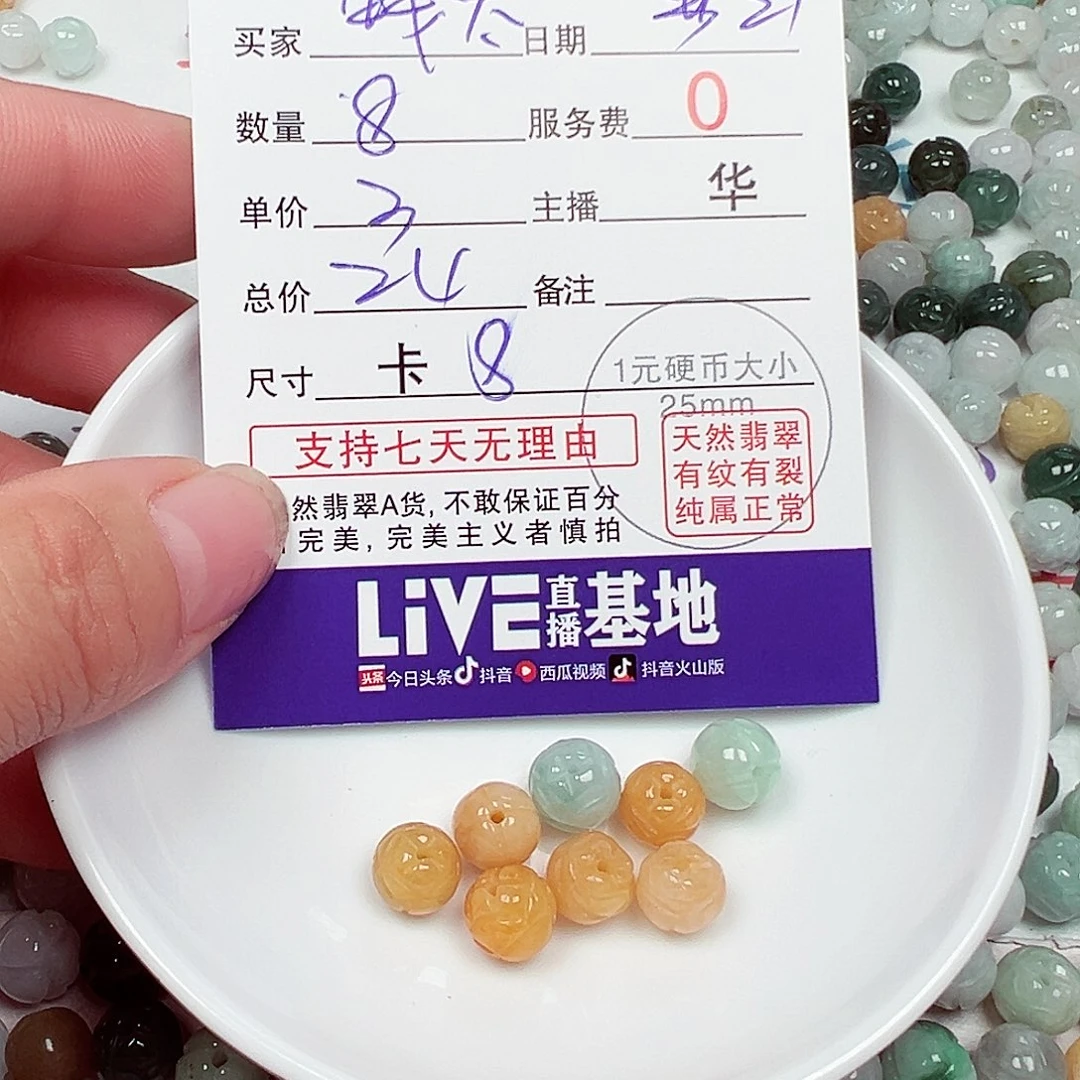 买家 日期
数量 8 服务费 0
单价 3 主播 华
总价 24 备注
尺寸 卡 8 1元硬币大小
25mm
支持七天无理由
天然翡翠
有纹有裂
纯属正常
然翡翠A货,不敢保证百分
完美,完美主义者慎拍
LiVE直播基地
头条 今日头条 抖音 西瓜视频 抖音火山版